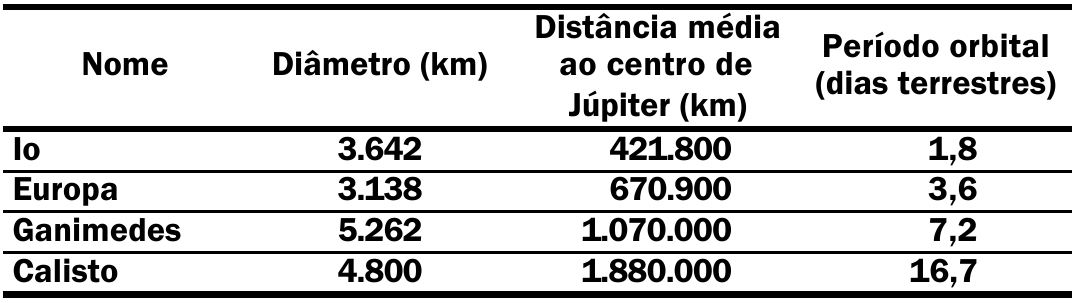 Nome Diâmetro (km) Distância média ao centro de Júpiter (km) Período orbital (dias terrestres)
Io 3.642 421.800 1,8
Europa 3.138 670.900 3,6
Ganimedes 5.262 1.070.000 7,2
Calisto 4.800 1.880.000 16,7